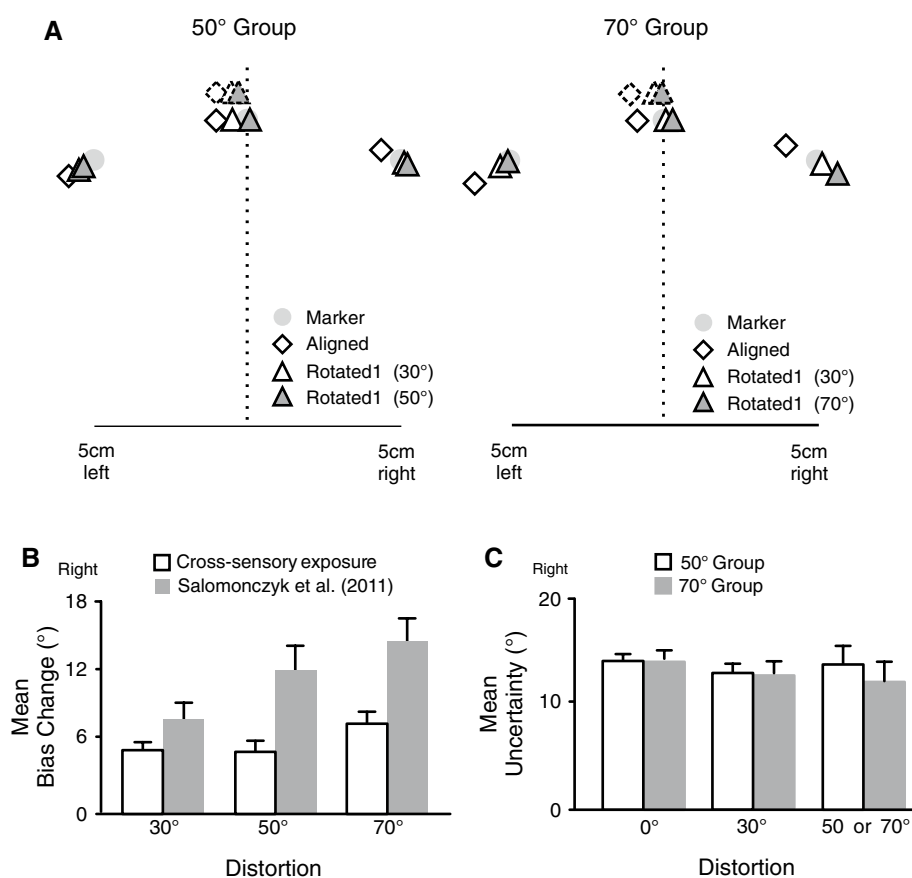 A
50° Group
70° Group
Marker
Aligned
Rotated1 (30°)
Rotated1 (50°)
5cm left
5cm right
Marker
Aligned
Rotated1 (30°)
Rotated1 (70°)
5cm left
5cm right
B
Right
Cross-sensory exposure
Salomonczyk et al. (2011)
Mean
Bias Change (°)
18
12
6
0
30°
50°
70°
Distortion
C
Right
50° Group
70° Group
Mean
Uncertainty (°)
20
10
0
0°
30°
50 or 70°
Distortion